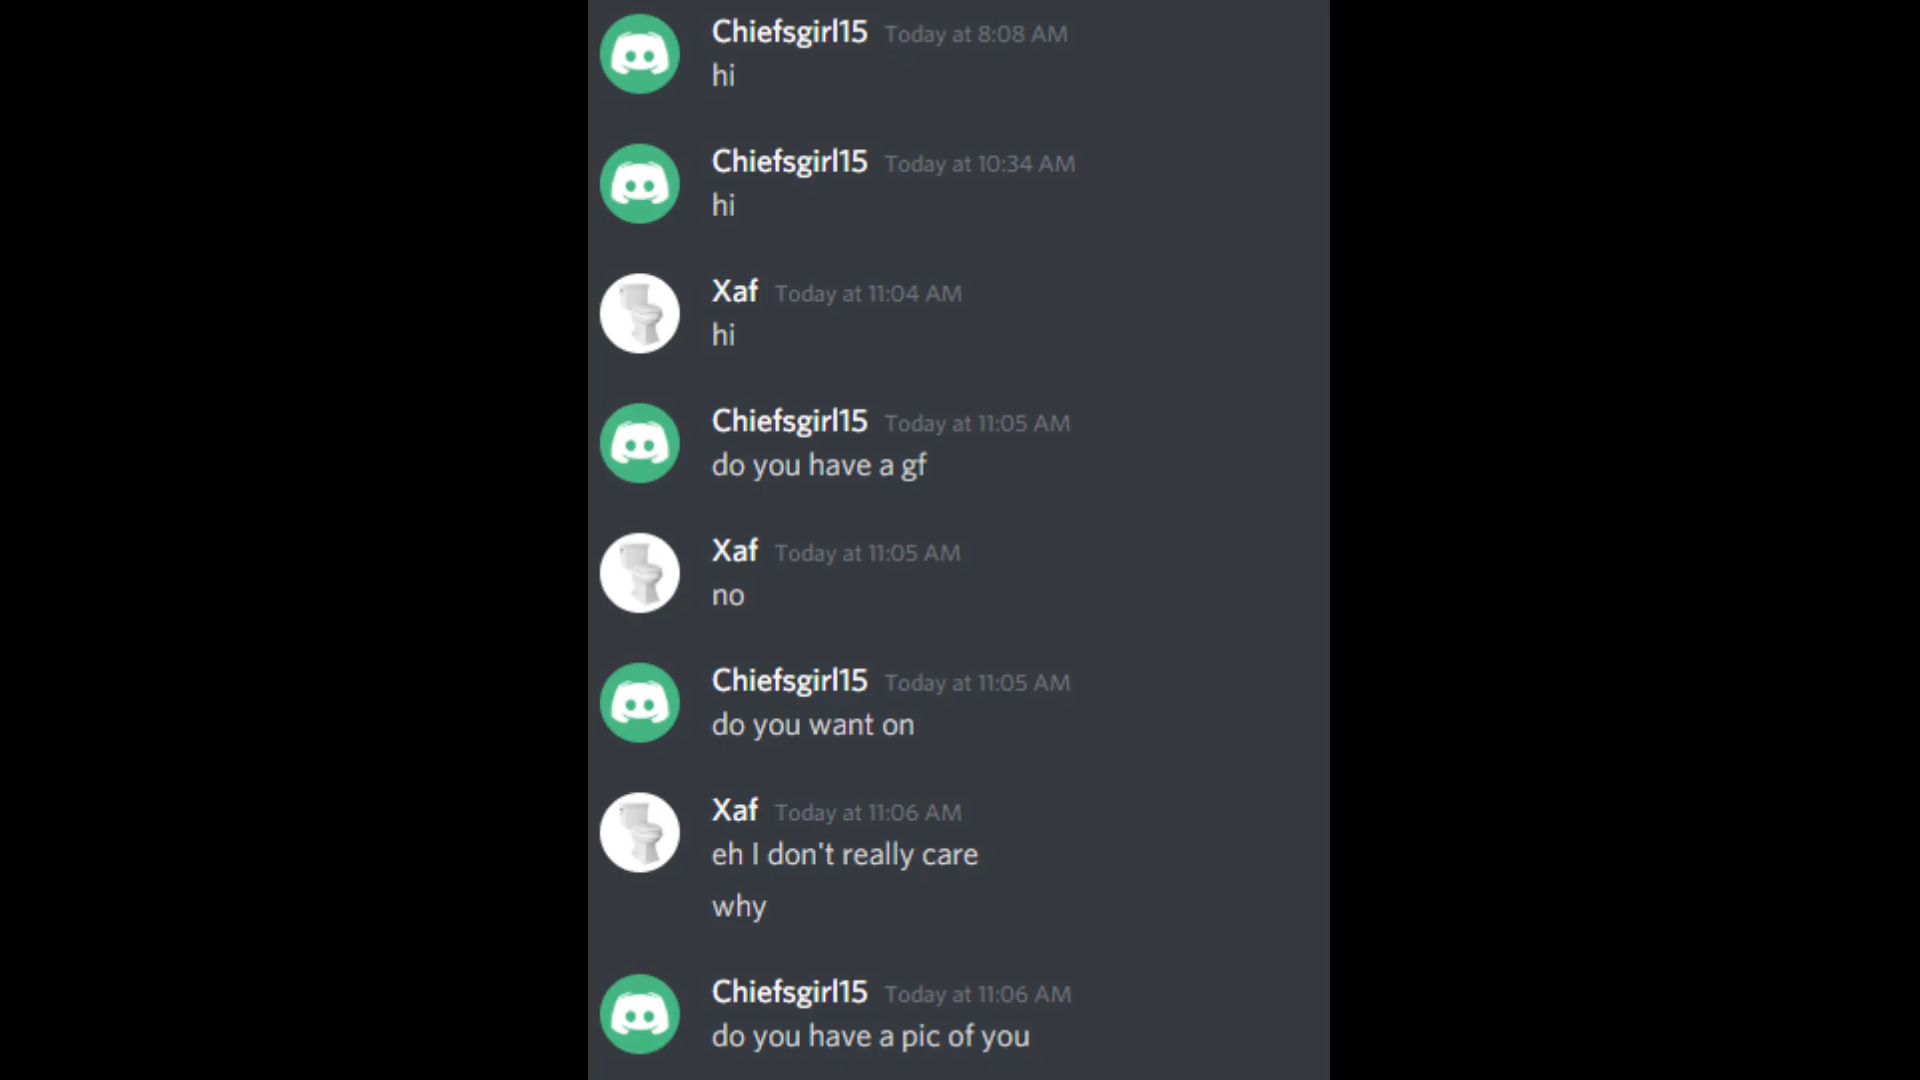 Chiefsgirl15 Today at 8:08 AM
hi
Chiefsgirl15 Today at 10:34 AM
hi
Xaf Today at 11:04 AM
hi
Chiefsgirl15 Today at 11:05 AM
do you have a gf
Xaf Today at 11:05 AM
no
Chiefsgirl15 Today at 11:05 AM
do you want on
Xaf Today at 11:06 AM
eh I don't really care
why
Chiefsgirl15 Today at 11:06 AM
do you have a pic of you